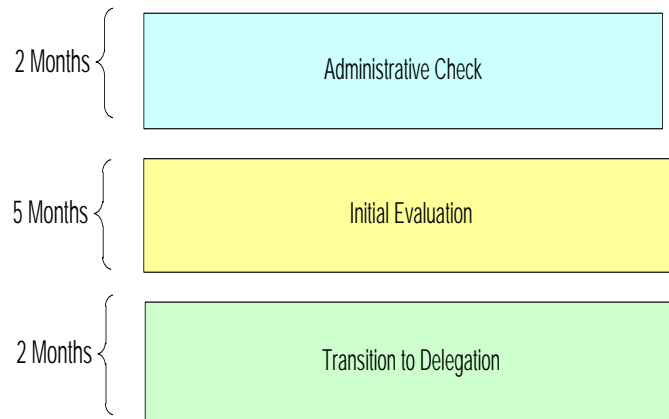 2 Months
Administrative Check
5 Months
Initial Evaluation
2 Months
Transition to Delegation